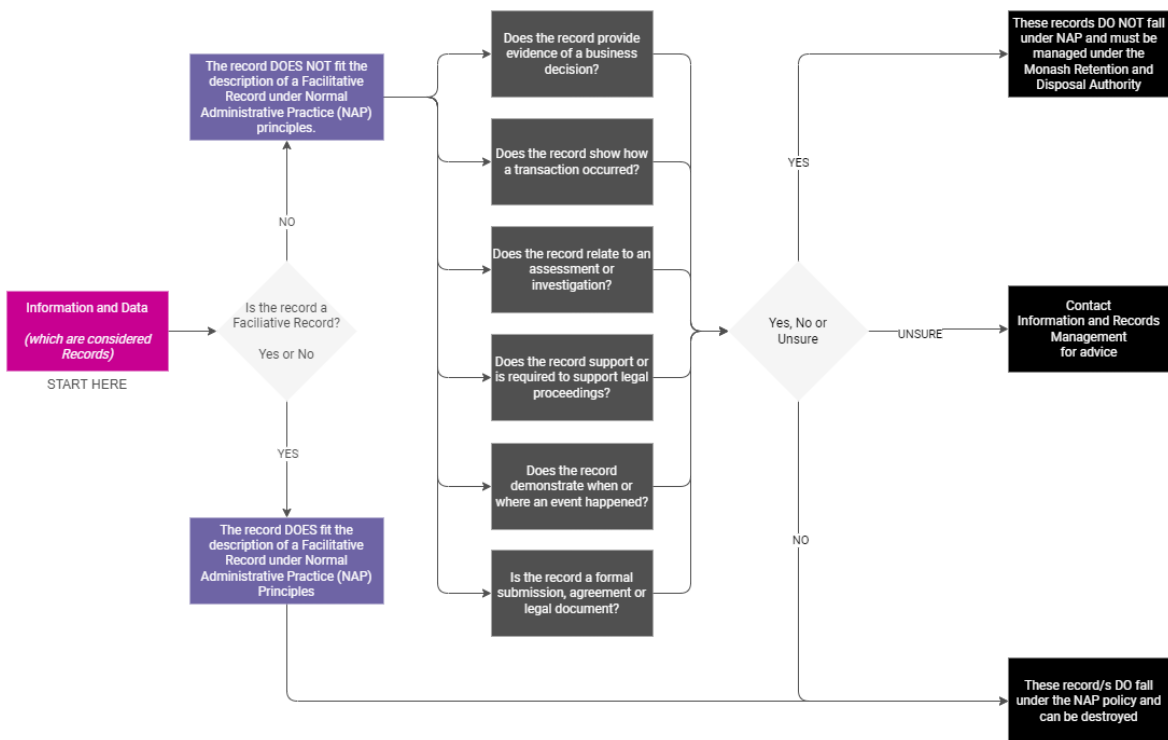 Information and Data
(which are considered
Records)
START HERE
Is the record a
Faciliative Record?
Yes or No
NO
The record DOES NOT fit the
description of a Facilitative
Record under Normal
Administrative Practice (NAP)
principles.
YES
The record DOES fit the
description of a Facilitative
Record under Normal
Administrative Practice (NAP)
Principles
Does the record provide
evidence of a business
decision?
Does the record show how
a transaction occurred?
Does the record relate to an
assessment or
investigation?
Does the record support or
is required to support legal
proceedings?
Does the record
demonstrate when or
where an event happened?
Is the record a formal
submission, agreement or
legal document?
Yes, No or
Unsure
YES
These records DO NOT fall
under NAP and must be
managed under the
Monash Retention and
Disposal Authority
UNSURE
Contact
Information and Records
Management
for advice
NO
These record/s DO fall
under the NAP policy and
can be destroyed